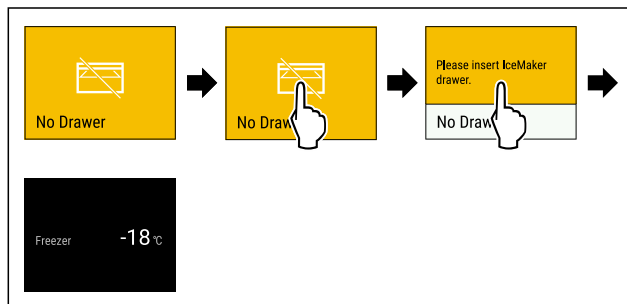 No Drawer
No Draw
Please insert IceMaker
drawer.
No Draw
Freezer -18 °C